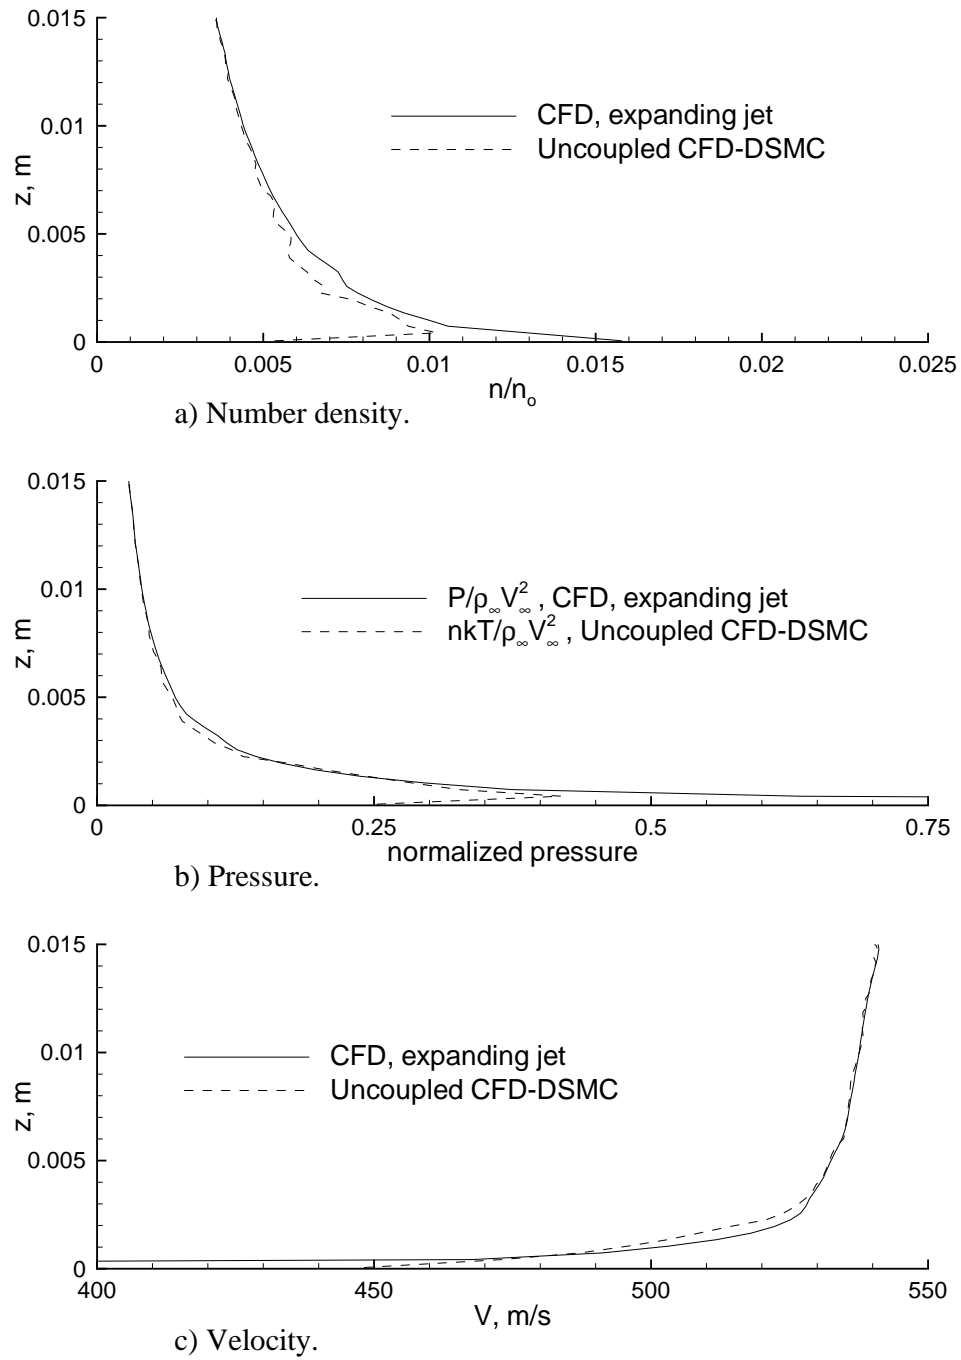 0.015
0.01
0.005
0
z, m
CFD, expanding jet
Uncoupled CFD-DSMC
0 0.005 0.01 0.015 0.02 0.025
n/nₒ
a) Number density.
0.015
0.01
0.005
0
z, m
P/ρ∞V²∞ , CFD, expanding jet
nkT/ρ∞V²∞ , Uncoupled CFD-DSMC
0 0.25 0.5 0.75
normalized pressure
b) Pressure.
0.015
0.01
0.005
0
z, m
CFD, expanding jet
Uncoupled CFD-DSMC
400 450 500 550
V, m/s
c) Velocity.